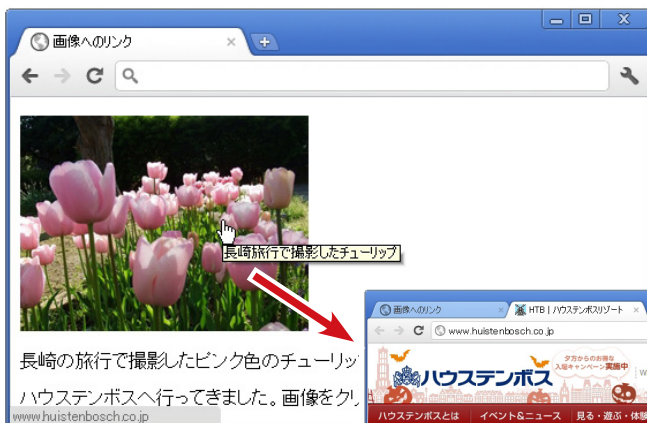 画像へのリンク
長崎旅行で撮影したチューリップ
長崎の旅行で撮影したピンク色のチューリッ
ハウステンボスへ行ってきました。画像をクリ
www.huistenbosch.co.jp
画像へのリンク
HTB | ハウステンボスリゾート
www.huistenbosch.co.jp
ハウステンボス
夕方からのお得な
入場キャンペーン実施中
W
ハウステンボスとは
イベント&ニュース
見る・遊ぶ・体験